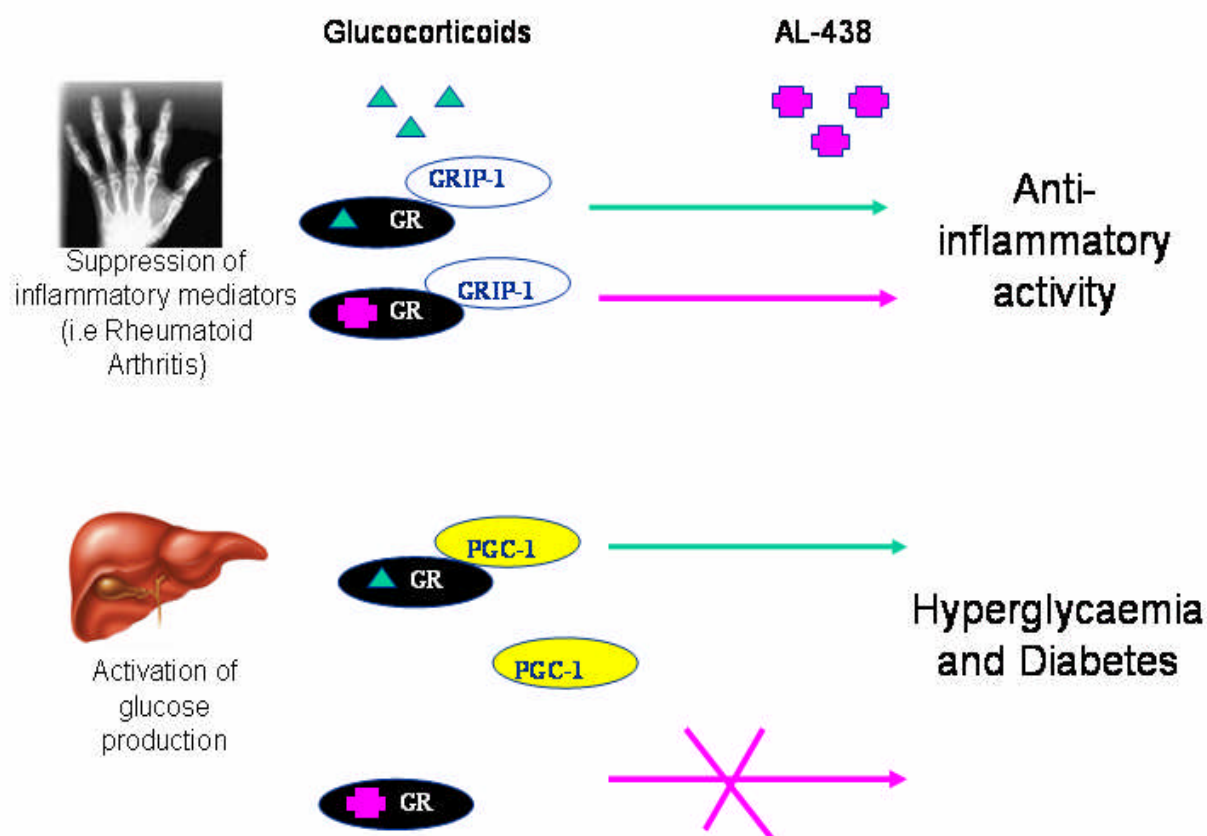 Glucocorticoids
AL-438
GRIP-1
GR
GRIP-1
GR
Anti-
inflammatory
activity
Suppression of
inflammatory mediators
(i.e Rheumatoid
Arthritis)
PGC-1
GR
PGC-1
GR
Hyperglycaemia
and Diabetes
Activation of
glucose
production